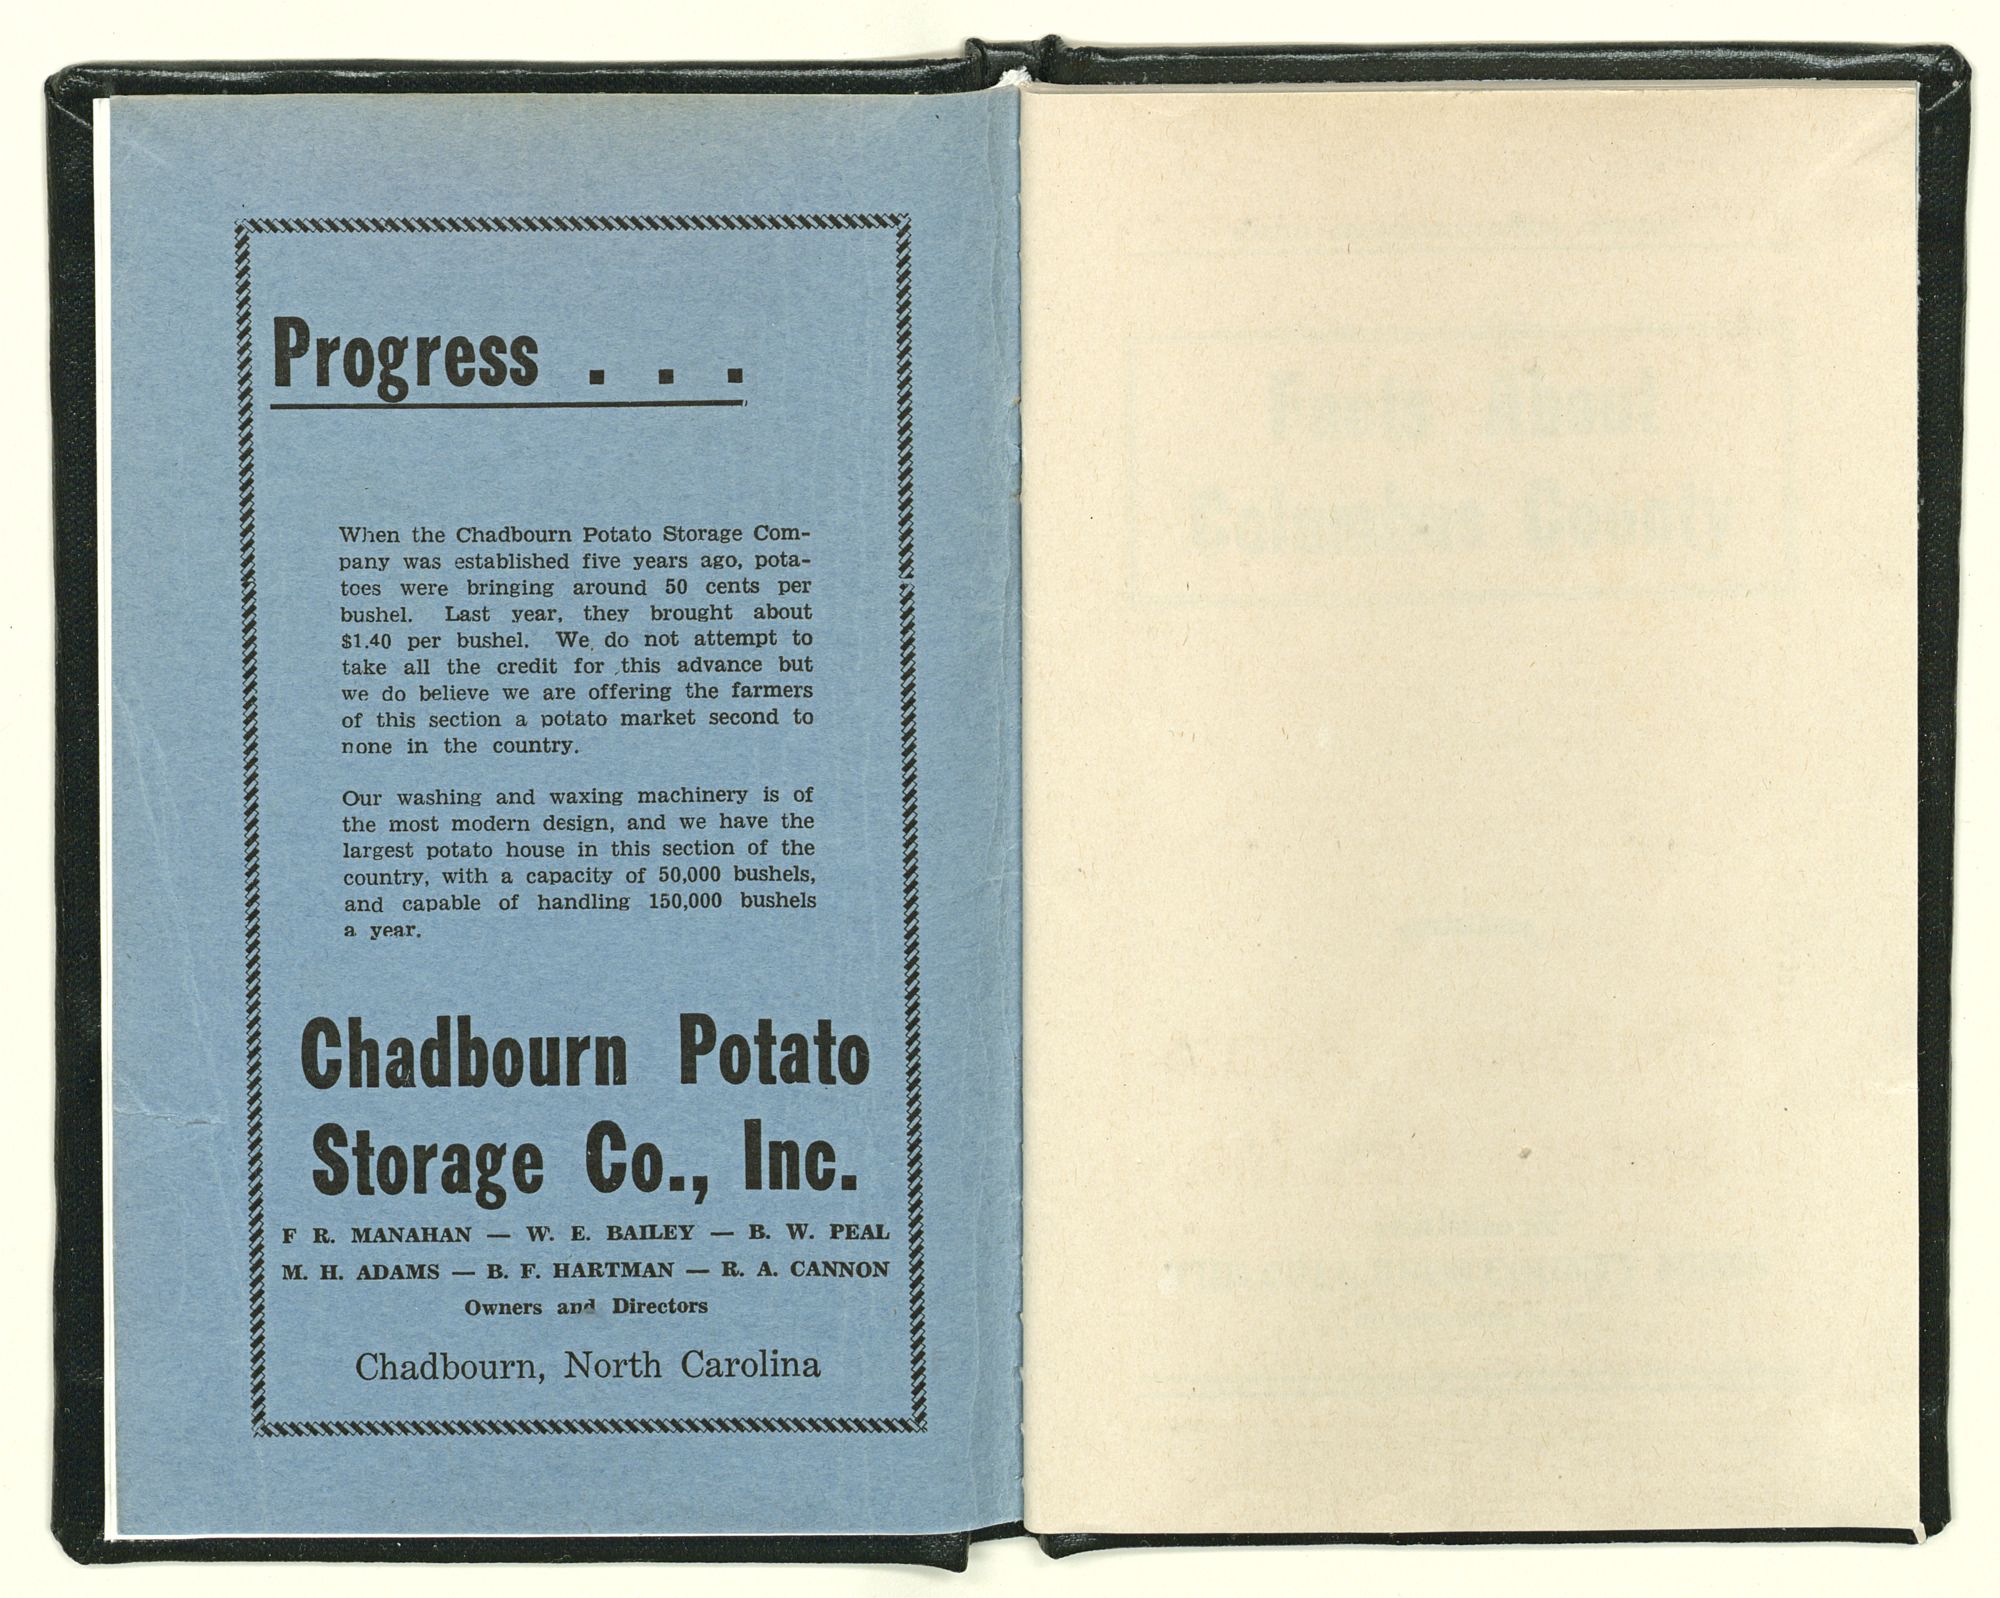 Progress . . .
When the Chadbourn Potato Storage Com-
pany was established five years ago, pota-
toes were bringing around 50 cents per
bushel. Last year, they brought about
$1.40 per bushel. We do not attempt to
take all the credit for this advance but
we do believe we are offering the farmers
of this section a potato market second to
none in the country.
Our washing and waxing machinery is of
the most modern design, and we have the
largest potato house in this section of the
country, with a capacity of 50,000 bushels,
and capable of handling 150,000 bushels
a year.
Chadbourn Potato
Storage Co., Inc.
F R. MANAHAN — W. E. BAILEY — B. W. PEAL
M. H. ADAMS — B. F. HARTMAN — R. A. CANNON
Owners and Directors
Chadbourn, North Carolina